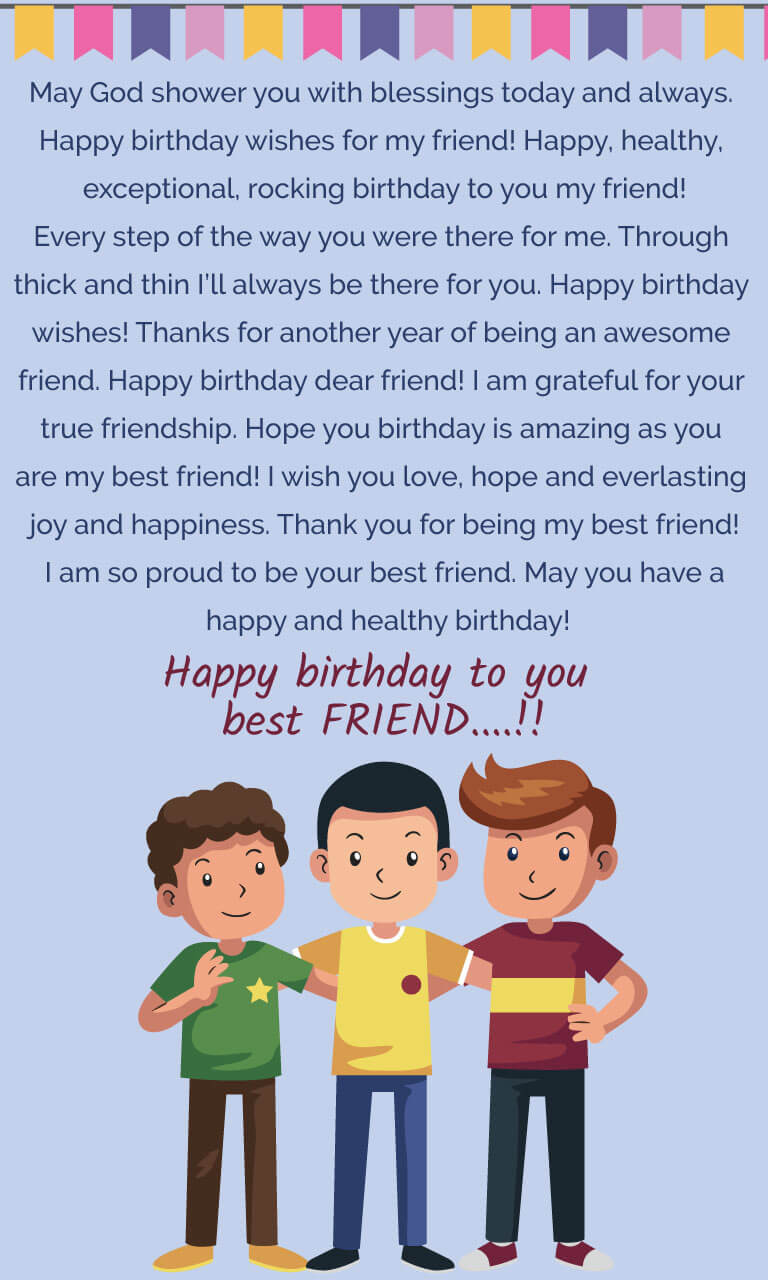 May God shower you with blessings today and always.
Happy birthday wishes for my friend! Happy, healthy,
exceptional, rocking birthday to you my friend!
Every step of the way you were there for me. Through
thick and thin I’ll always be there for you. Happy birthday
wishes! Thanks for another year of being an awesome
friend. Happy birthday dear friend! I am grateful for your
true friendship. Hope you birthday is amazing as you
are my best friend! I wish you love, hope and everlasting
joy and happiness. Thank you for being my best friend!
I am so proud to be your best friend. May you have a
happy and healthy birthday!
Happy birthday to you
best FRIEND.....!!